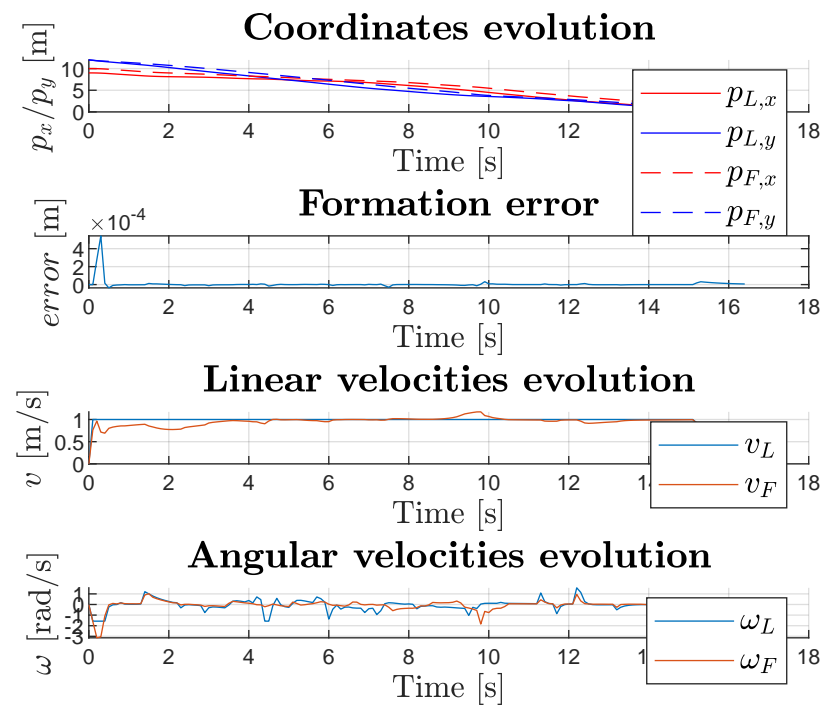 Coordinates evolution
p_x/p_y [m]
10
5
0
0 2 4 6 8 10 12 18
Time [s]
p_{L,x}
p_{L,y}
p_{F,x}
p_{F,y}
Formation error
×10^{-4}
error [m]
4
2
0
0 2 4 6 8 10 12 14 16 18
Time [s]
Linear velocities evolution
v [m/s]
1
0.5
0
0 2 4 6 8 10 12 18
Time [s]
v_L
v_F
Angular velocities evolution
ω [rad/s]
1
0
-1
-2
-3
0 2 4 6 8 10 12 18
Time [s]
ω_L
ω_F